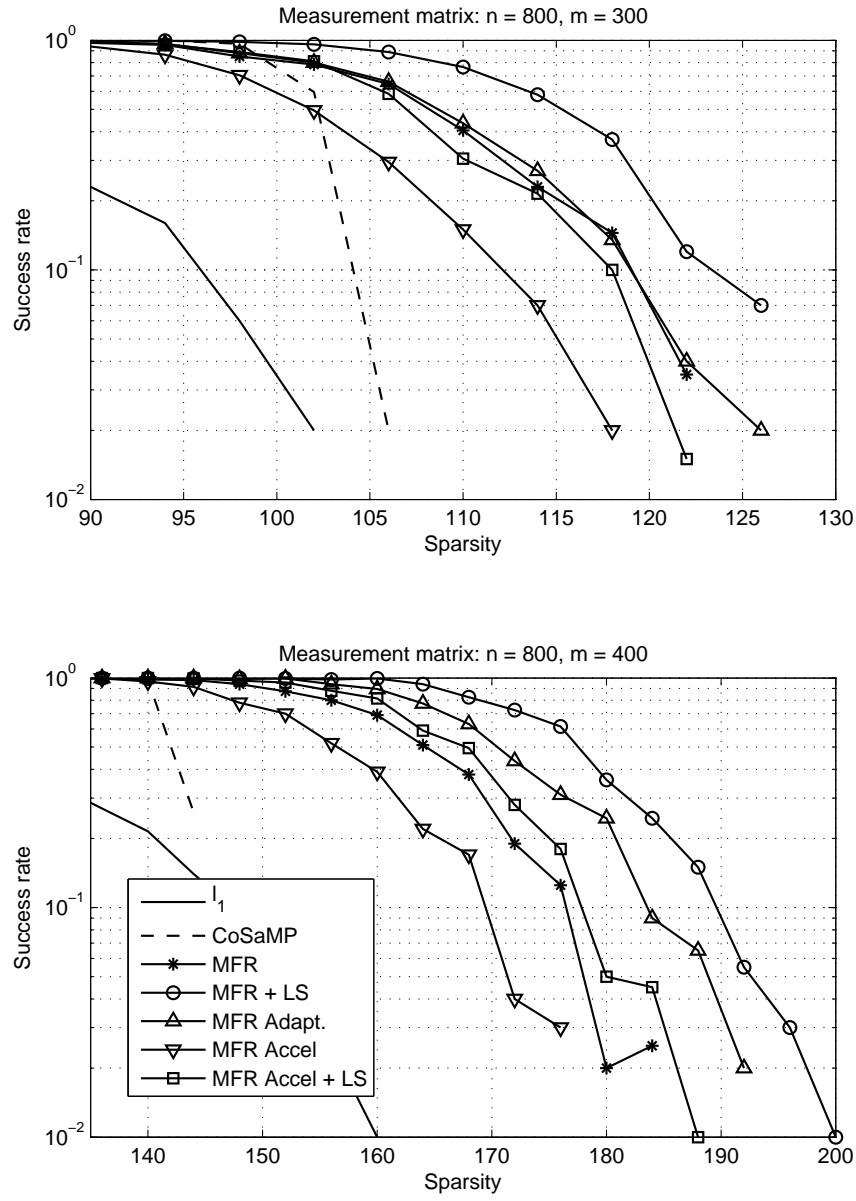 Measurement matrix: n = 800, m = 300
10^0
10^-1
10^-2
Success rate
90 95 100 105 110 115 120 125 130
Sparsity
Measurement matrix: n = 800, m = 400
10^0
10^-1
10^-2
Success rate
l_1
CoSaMP
MFR
MFR + LS
MFR Adapt.
MFR Accel
MFR Accel + LS
140 150 160 170 180 190 200
Sparsity